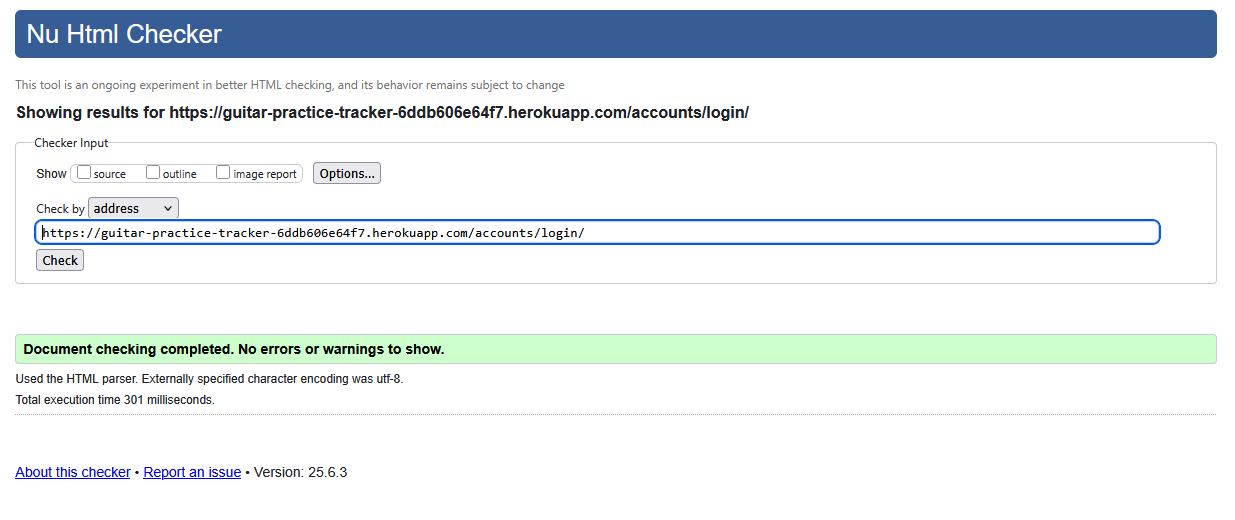 Nu Html Checker
This tool is an ongoing experiment in better HTML checking, and its behavior remains subject to change
Showing results for https://guitar-practice-tracker-6ddb606e64f7.herokuapp.com/accounts/login/
Checker Input
Show source outline image report Options...
Check by address
https://guitar-practice-tracker-6ddb606e64f7.herokuapp.com/accounts/login/
Check
Document checking completed. No errors or warnings to show.
Used the HTML parser. Externally specified character encoding was utf-8.
Total execution time 301 milliseconds.
About this checker • Report an issue • Version: 25.6.3